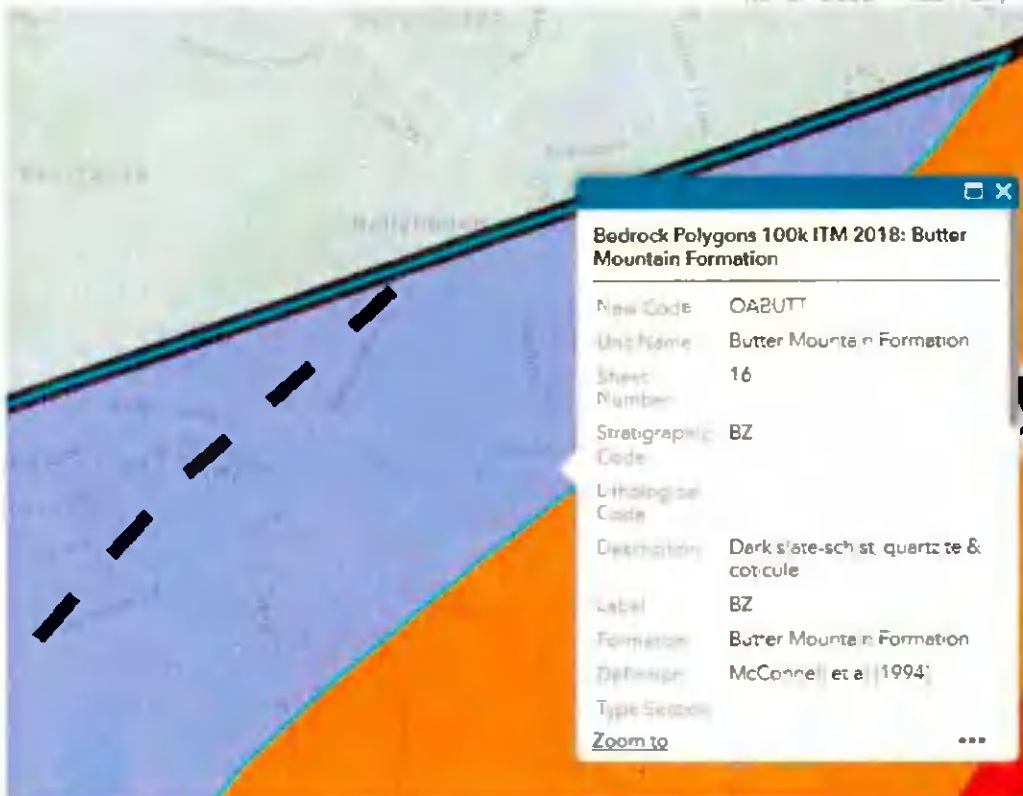 Bedrock Polygons 100k ITM 2018: Butter
Mountain Formation
New Code OABUTT
Unit Name Butter Mountain Formation
Sheet 16
Number
Stratigraphic BZ
Code
Lithological
Code
Description Dark slate-schist quartzite &
coticule
Label BZ
Formation Butter Mountain Formation
Definition McConnell et al (1994)
Type Section
Zoom to